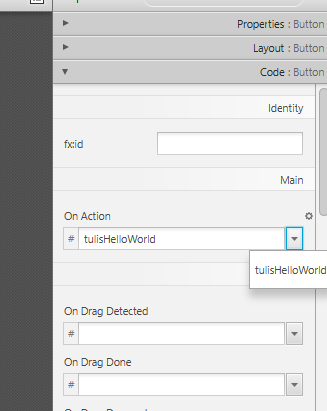 Properties : Button
Layout : Button
Code : Button
Identity
fx:id
Main
On Action
# tulisHelloWorld
tulisHelloWorld
On Drag Detected
#
On Drag Done
#